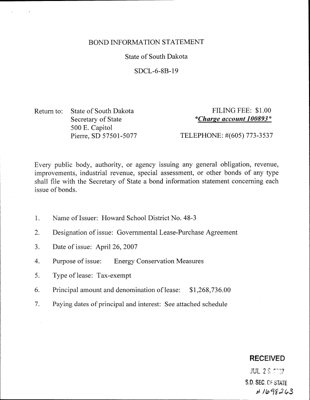 BOND INFORMATION STATEMENT
State of South Dakota
SDCL-6-8B-19
Return to: State of South Dakota
Secretary of State
500 E. Capitol
Pierre, SD 57501-5077
FILING FEE: $1.00
*Charge account 100893*
TELEPHONE: #(605) 773-3537
Every public body, authority, or agency issuing any general obligation, revenue,
improvements, industrial revenue, special assessment, or other bonds of any type
shall file with the Secretary of State a bond information statement concerning each
issue of bonds.
1. Name of Issuer: Howard School District No. 48-3
2. Designation of issue: Governmental Lease-Purchase Agreement
3. Date of issue: April 26, 2007
4. Purpose of issue: Energy Conservation Measures
5. Type of lease: Tax-exempt
6. Principal amount and denomination of lease: $1,268,736.00
7. Paying dates of principal and interest: See attached schedule
RECEIVED
JUL
S.D. SEC. OF STATE
#1698263